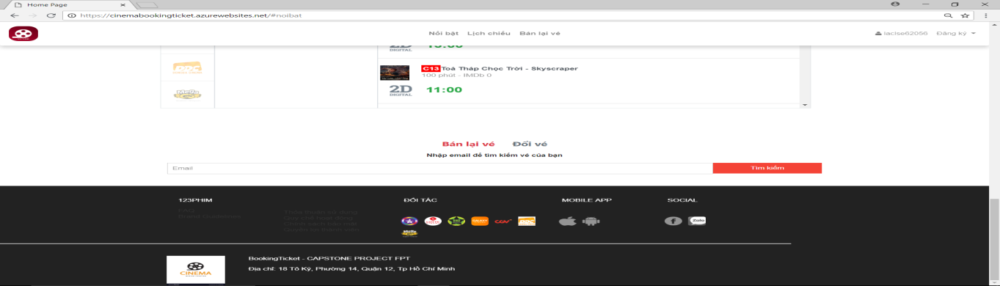 Home Page
https://cinemabookingticket.azurewebsites.net/#noibat
Nổi bật Lịch chiếu Bán lại vé
laclse62056 Đăng ký
2D
DIGITAL
C13 Toà Tháp Chọc Trời - Skyscraper
100 phút - IMDb 0
2D 11:00
DIGITAL
Bán lại vé Đổi vé
Nhập email để tìm kiếm vé của bạn
Email Tìm kiếm
123PHIM ĐỐI TÁC MOBILE APP SOCIAL
FAQ
Brand Guidelines
Thỏa thuận sử dụng
Quy chế hoạt động
Chính sách bảo mật
Quyền lợi thành viên
CGV
Zalo
CINEMA
BookingTicket - CAPSTONE PROJECT FPT
Địa chỉ: 18 Tô Ký, Phường 14, Quận 12, Tp Hồ Chí Minh